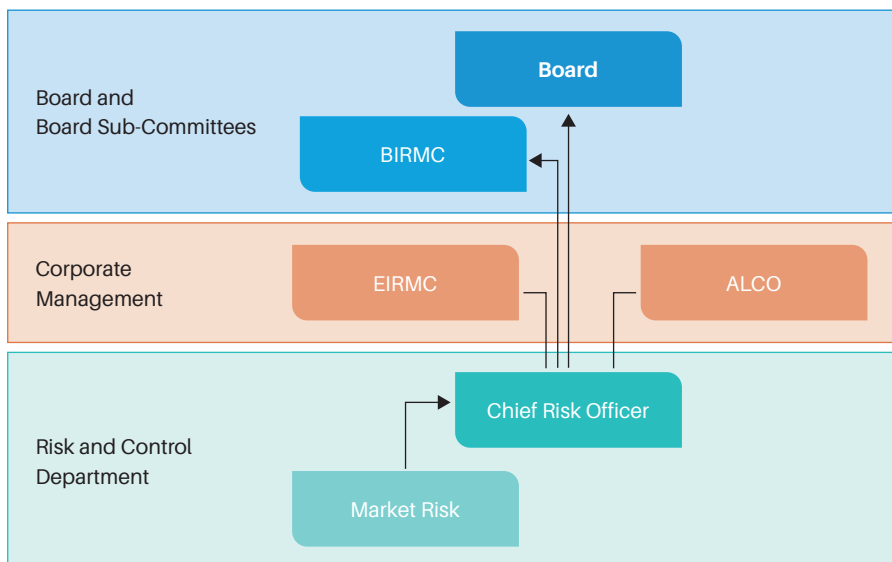 Board and
Board Sub-Committees
Board
BIRMC
Corporate
Management
EIRMC
ALCO
Risk and Control
Department
Chief Risk Officer
Market Risk